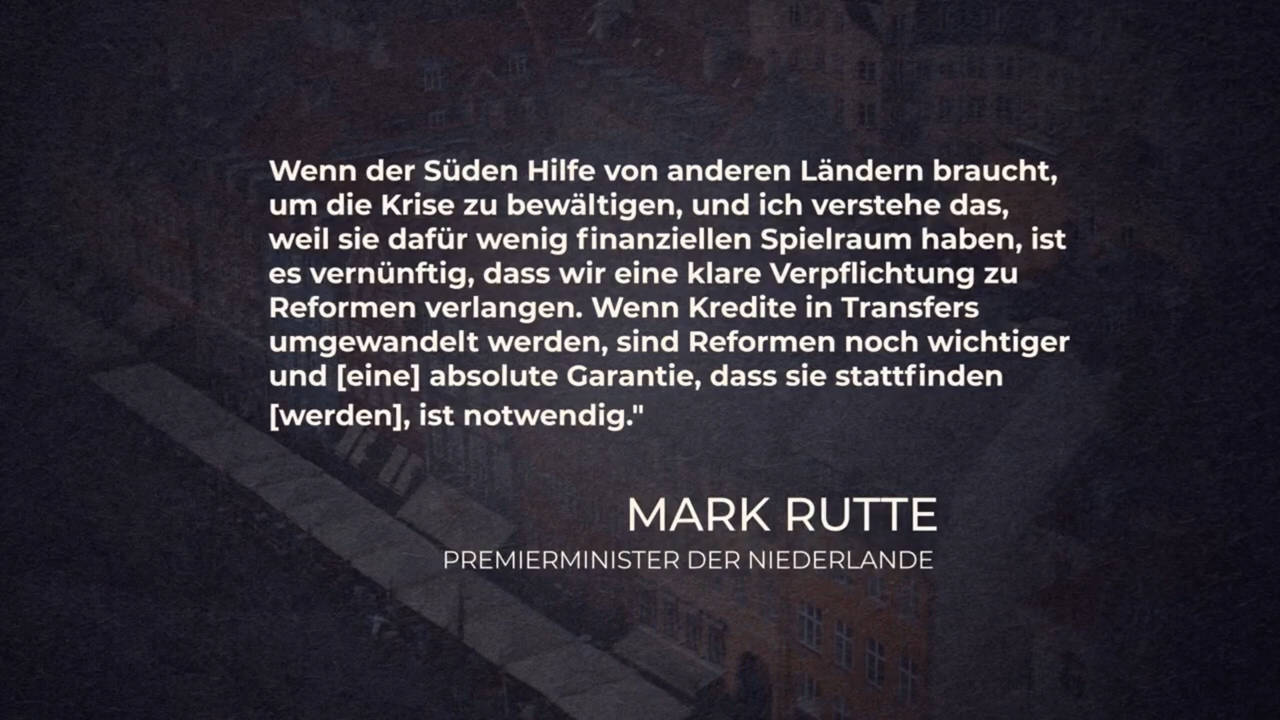 Wenn der Süden Hilfe von anderen Ländern braucht,
um die Krise zu bewältigen, und ich verstehe das,
weil sie dafür wenig finanziellen Spielraum haben, ist
es vernünftig, dass wir eine klare Verpflichtung zu
Reformen verlangen. Wenn Kredite in Transfers
umgewandelt werden, sind Reformen noch wichtiger
und [eine] absolute Garantie, dass sie stattfinden
[werden], ist notwendig."
MARK RUTTE
PREMIERMINISTER DER NIEDERLANDE